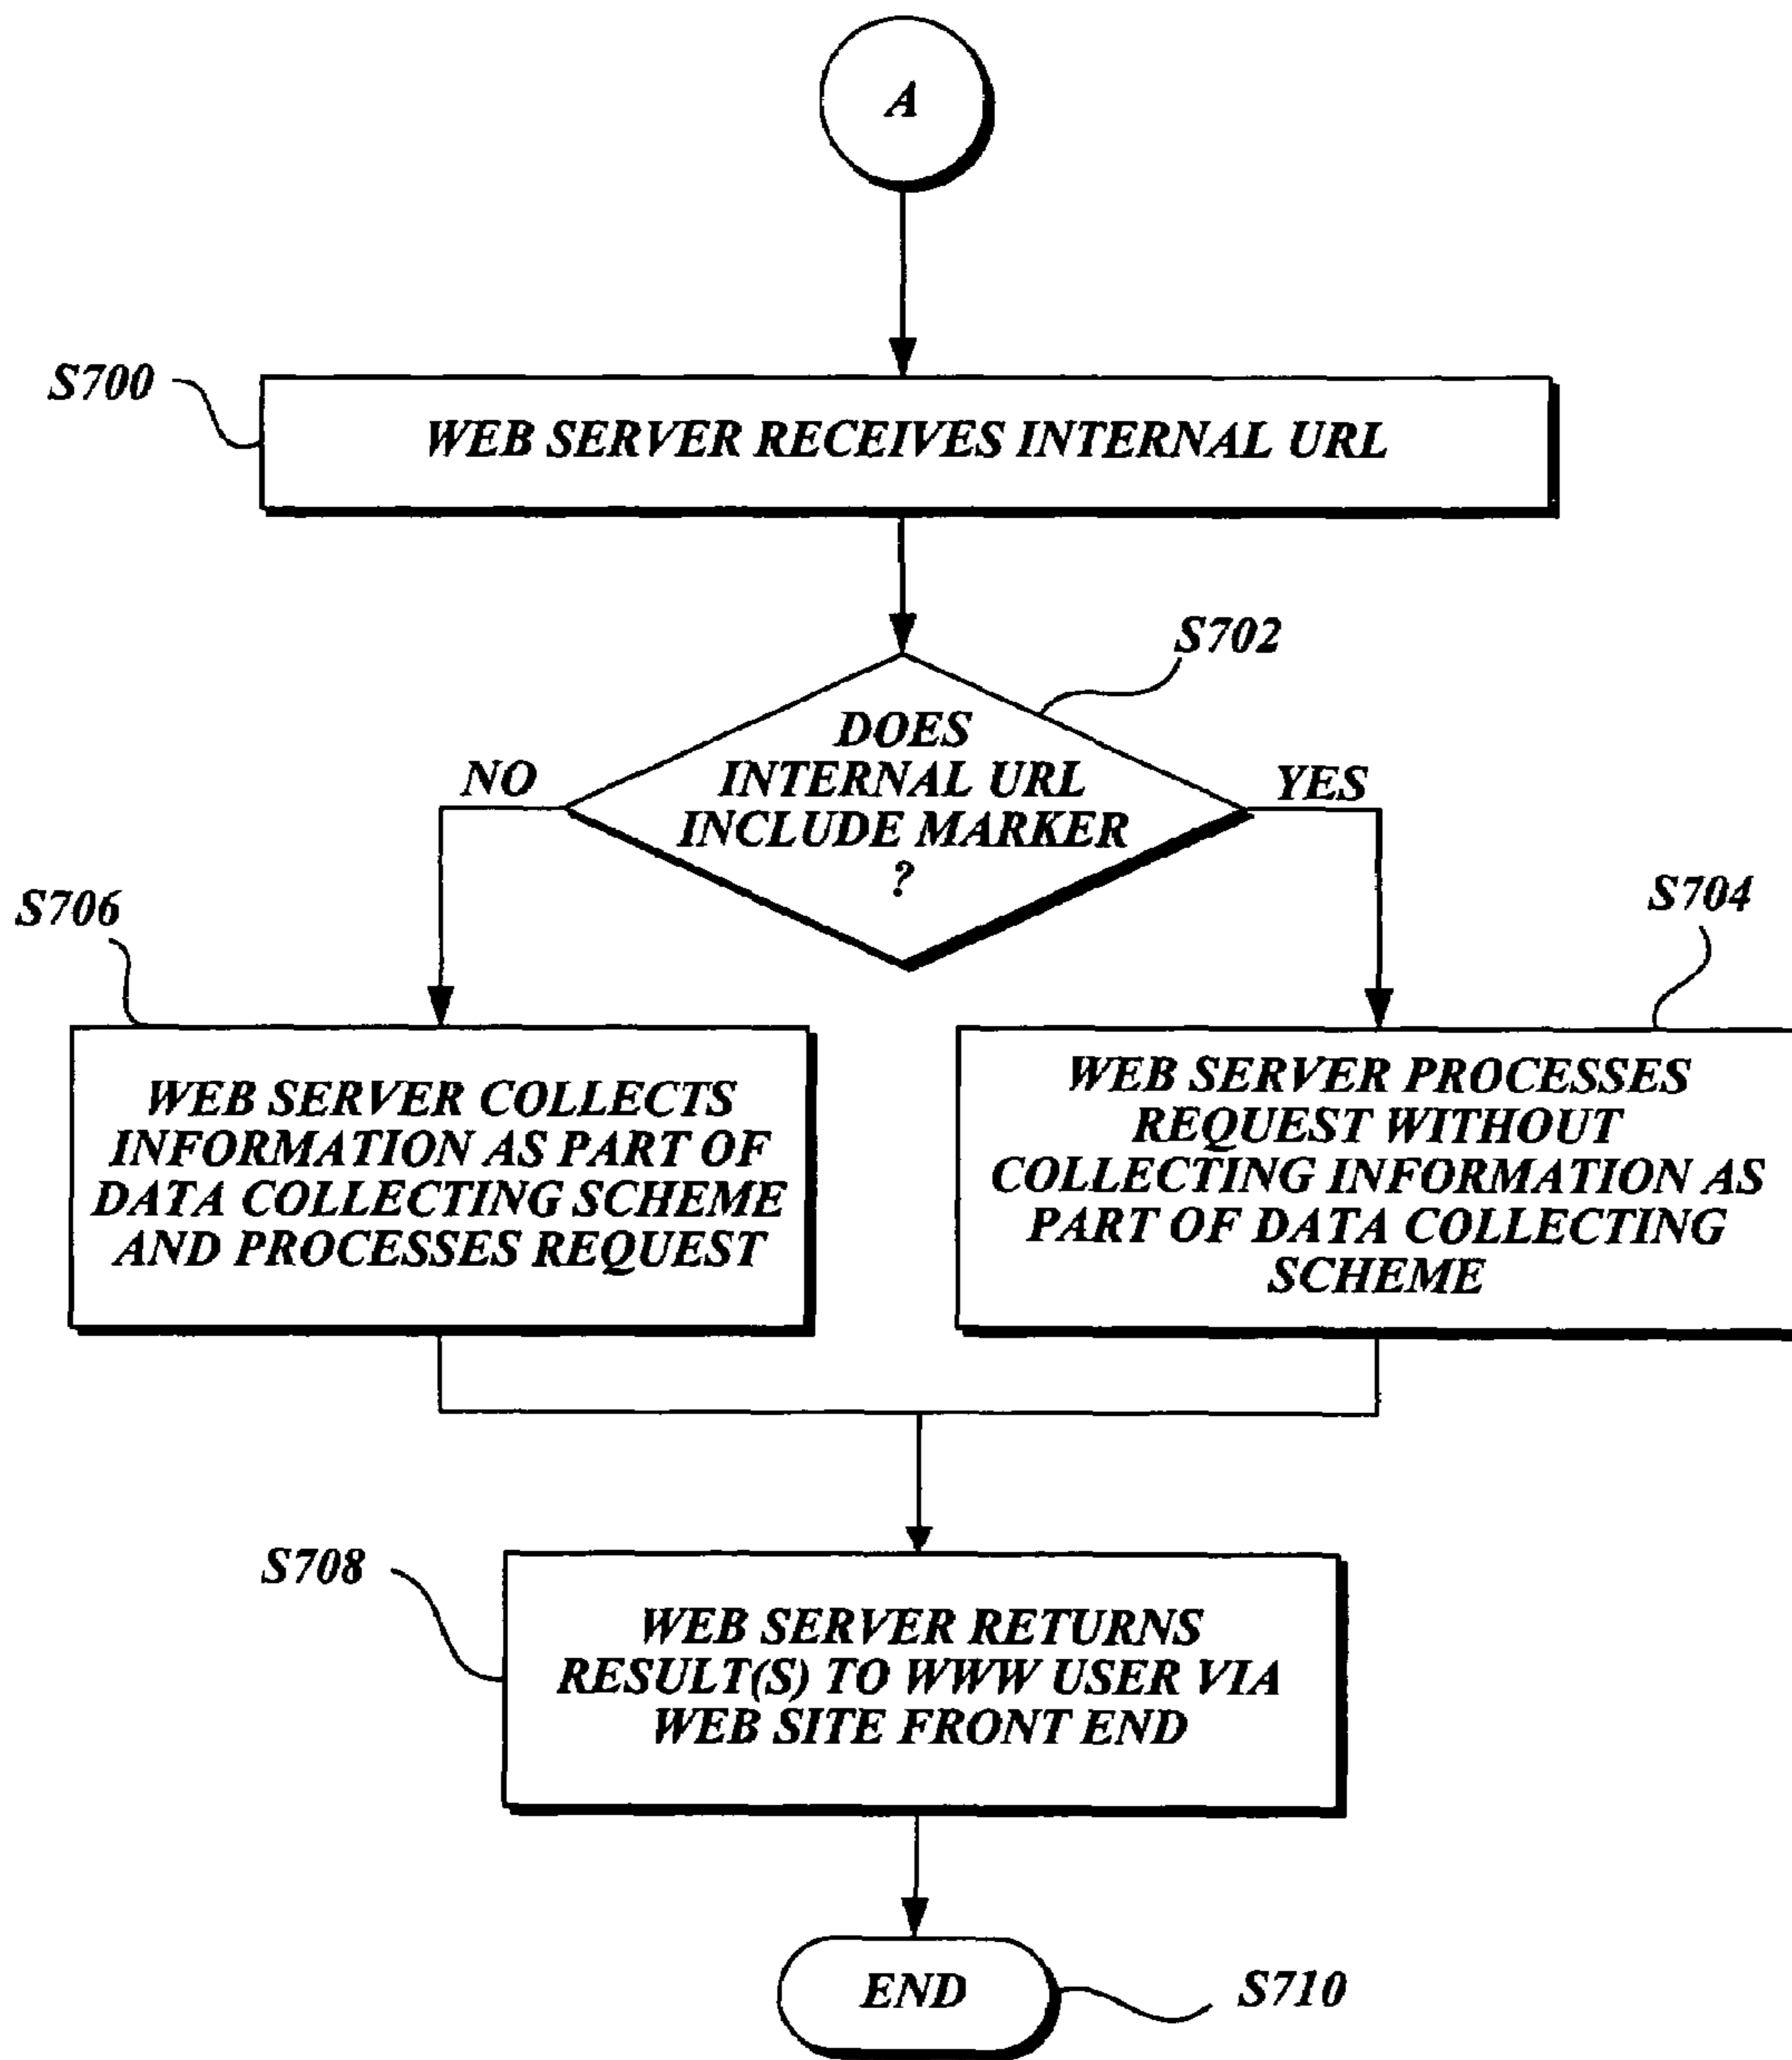 A
S700
WEB SERVER RECEIVES INTERNAL URL
S702
DOES
INTERNAL URL
INCLUDE MARKER
?
NO
YES
S706
S704
WEB SERVER COLLECTS
INFORMATION AS PART OF
DATA COLLECTING SCHEME
AND PROCESSES REQUEST
WEB SERVER PROCESSES
REQUEST WITHOUT
COLLECTING INFORMATION AS
PART OF DATA COLLECTING
SCHEME
S708
WEB SERVER RETURNS
RESULT(S) TO WWW USER VIA
WEB SITE FRONT END
END
S710